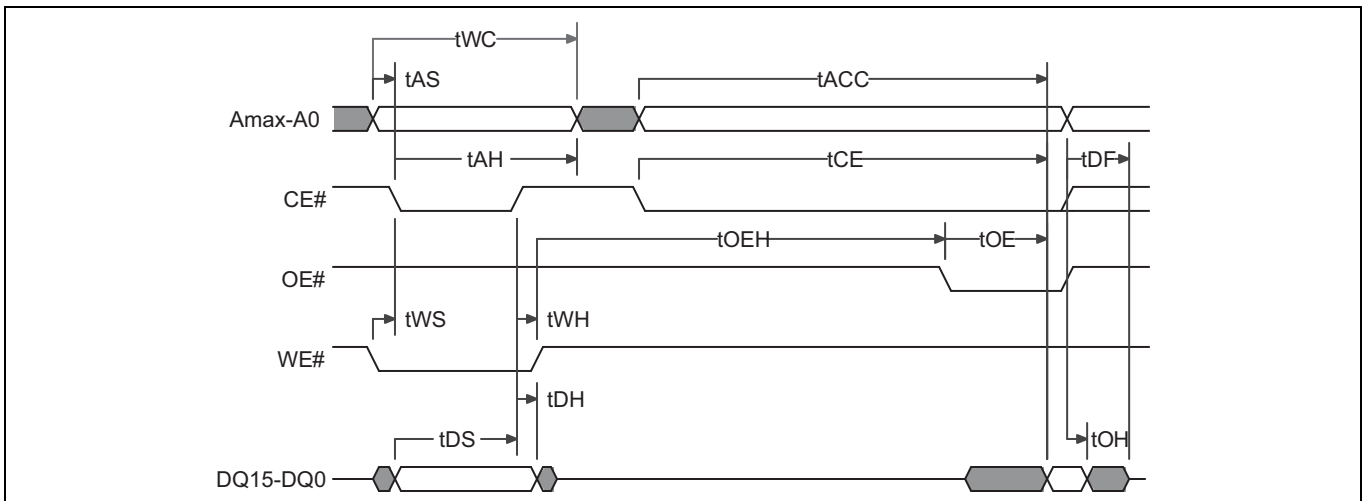 tWC
tAS
tACC
Amax-A0
tAH
tCE
tDF
CE#
tOEH
tOE
OE#
tWS
tWH
WE#
tDH
tDS
tOH
DQ15-DQ0